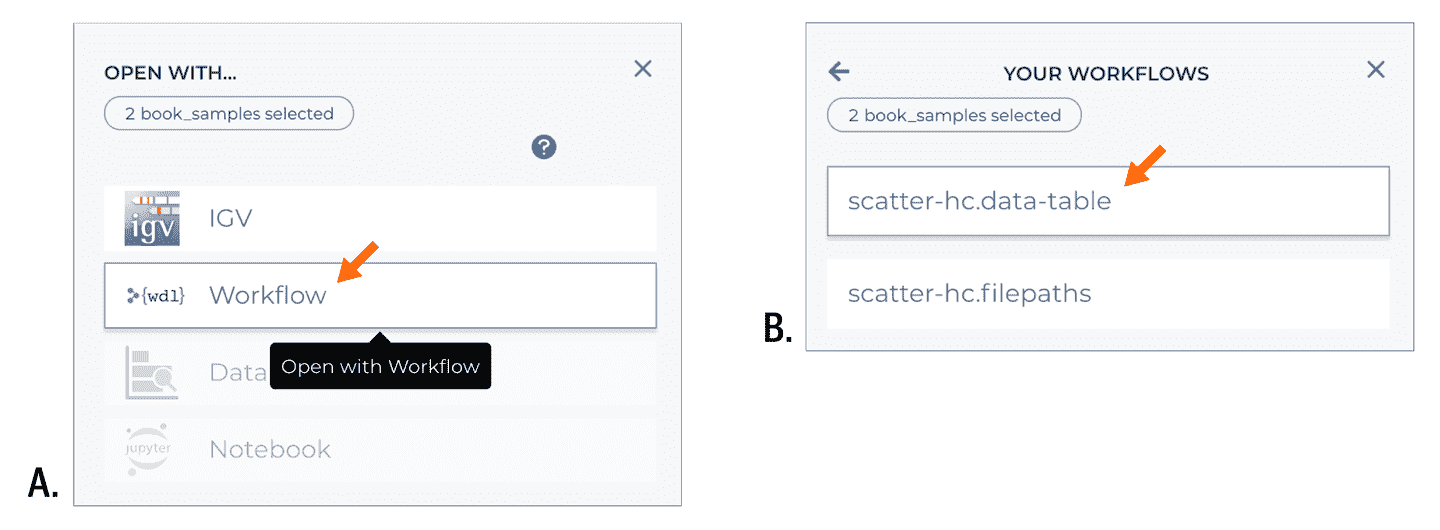 OPEN WITH...
2 book_samples selected
?
igv
IGV
{wdl}
Workflow
Open with Workflow
Data
jupyter
Notebook
A.
YOUR WORKFLOWS
2 book_samples selected
scatter-hc.data-table
scatter-hc.filepaths
B.